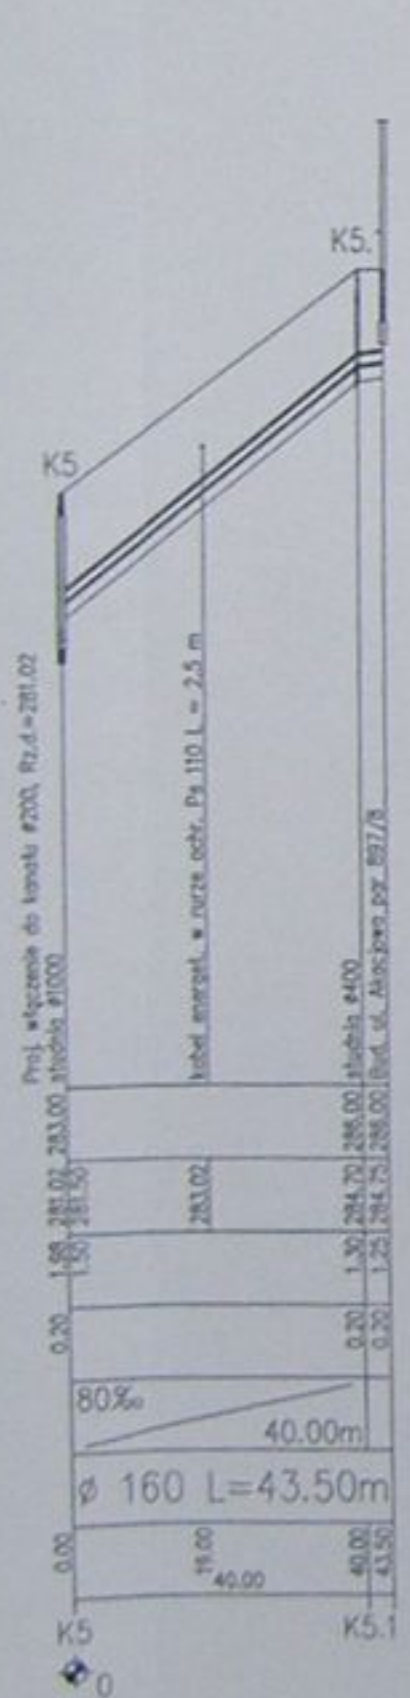 K5.1
K5
Proj. włączenie do kanału ø200, Rz.d.=281.02
studnia ø1000
kabel energet. w rurze ochr. Ps 110 L = 2,5 m
studnia ø400
Bud. ul. Akacjowa pgr 897/8
283.00
286.00
286.00
281.02
281.50
283.02
284.70
284.75
1.98
1.50
1.30
1.25
0.20
0.20
0.20
80‰
40.00m
ø 160 L=43.50m
0.00
19.00
40.00
43.50
40.00
K5
K5.1
0